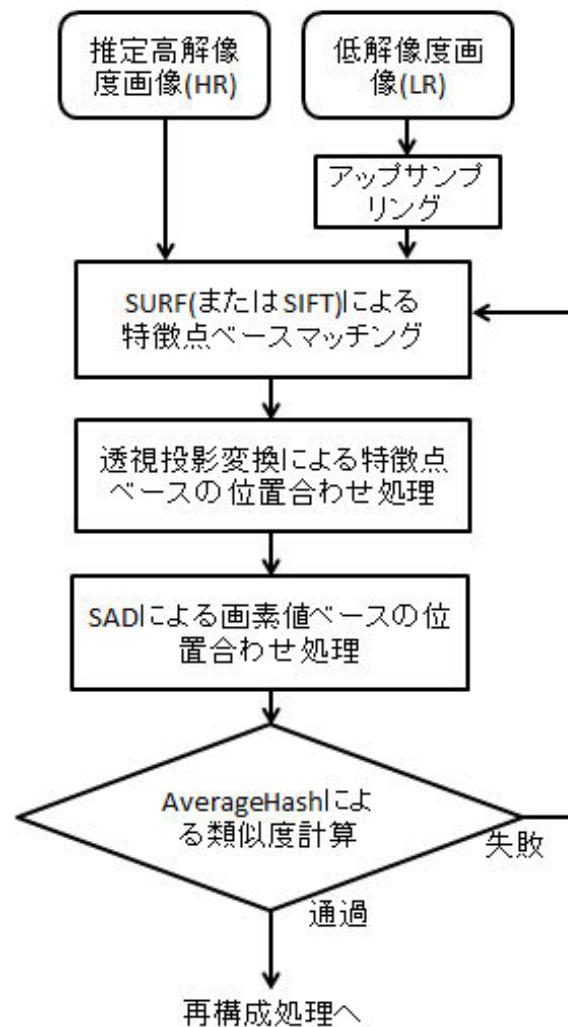 推定高解像
度画像(HR)
低解像度画
像(LR)
アップサンプ
リング
SURF(またはSIFT)による
特徴点ベースマッチング
透視投影変換による特徴点
ベースの位置合わせ処理
SADによる画素値ベースの位
置合わせ処理
AverageHashによ
る類似度計算
失敗
通過
再構成処理へ